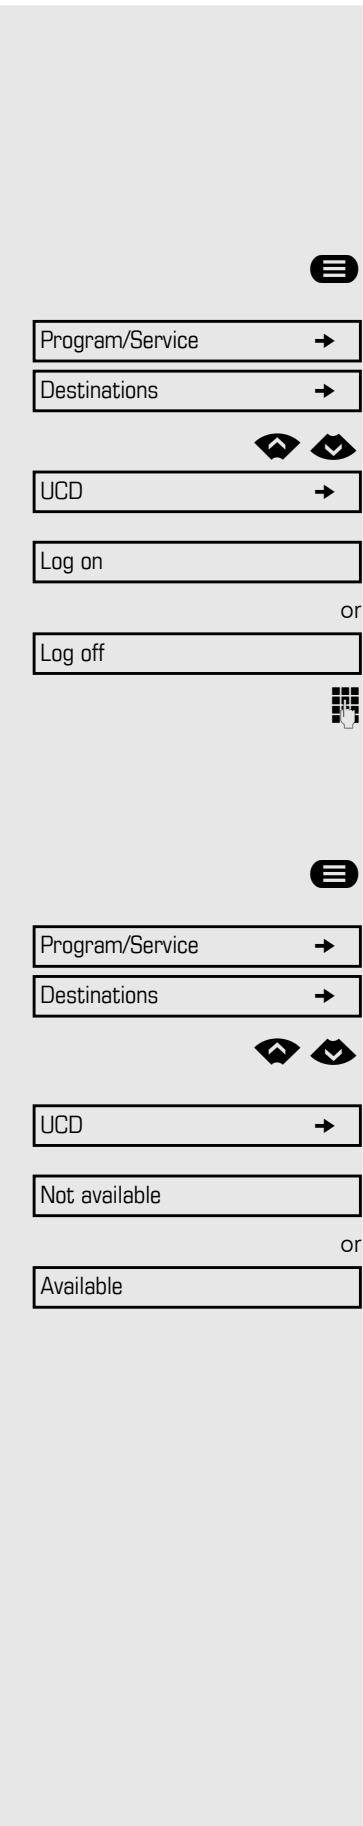 Program/Service
Destinations
UCD
Log on
or
Log off
Program/Service
Destinations
UCD
Not available
or
Available